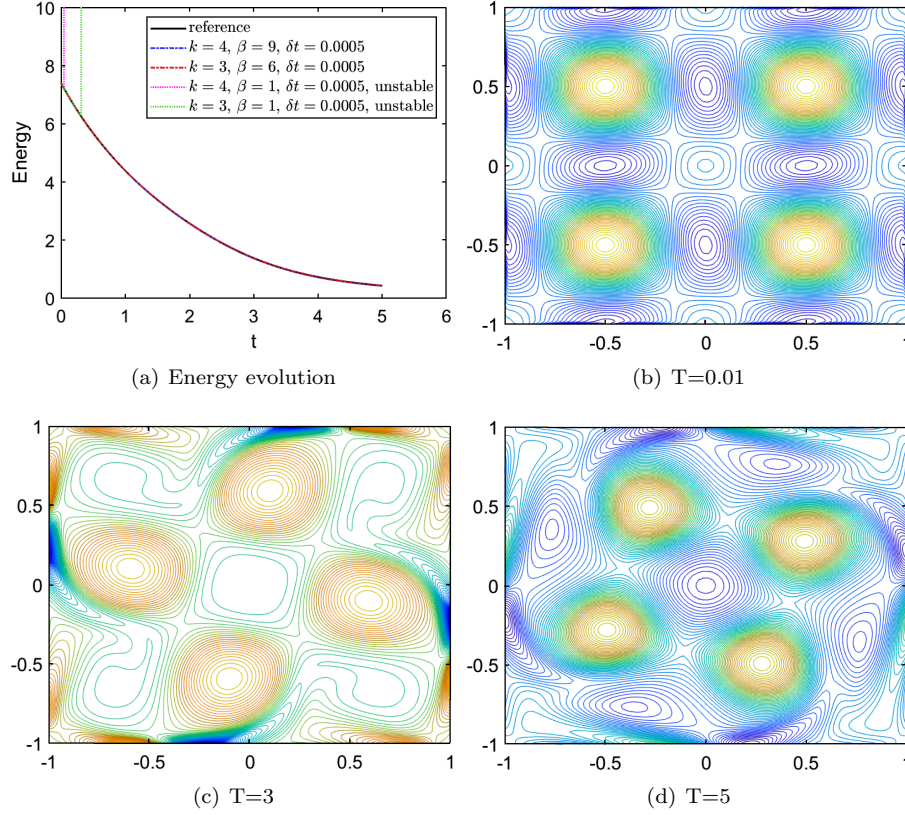 10
8
6
4
2
0
Energy
0 1 2 3 4 5 6
t
reference
k = 4, β = 9, δt = 0.0005
k = 3, β = 6, δt = 0.0005
k = 4, β = 1, δt = 0.0005, unstable
k = 3, β = 1, δt = 0.0005, unstable
(a) Energy evolution
1
0.5
0
-0.5
-1
-1 -0.5 0 0.5 1
(b) T=0.01
1
0.5
0
-0.5
-1
-1 -0.5 0 0.5 1
(c) T=3
1
0.5
0
-0.5
-1
-1 -0.5 0 0.5 1
(d) T=5